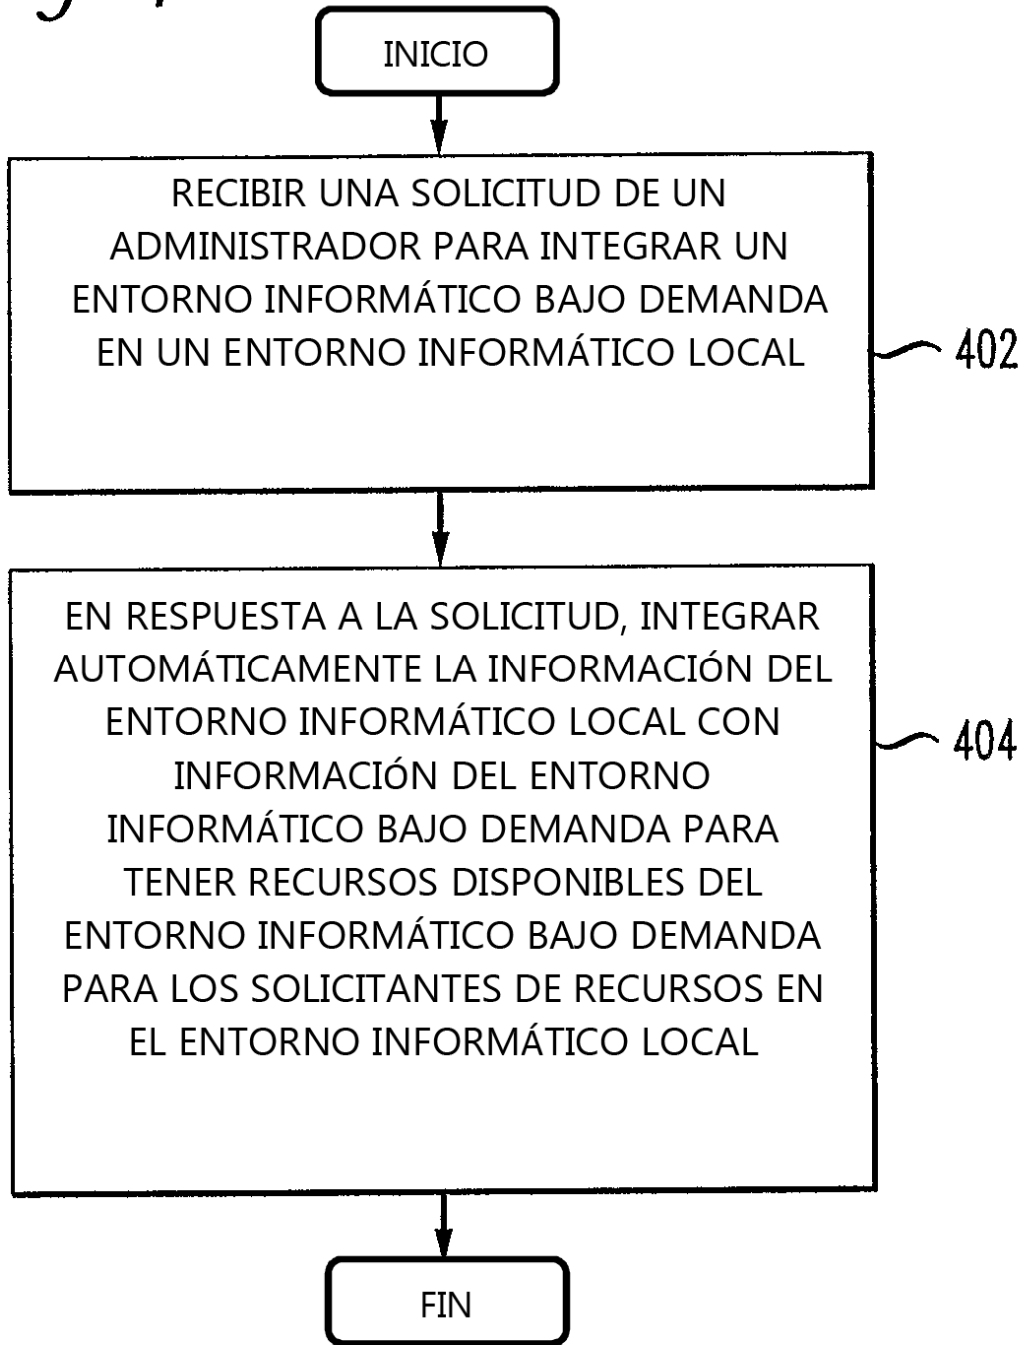 INICIO
RECIBIR UNA SOLICITUD DE UN
ADMINISTRADOR PARA INTEGRAR UN
ENTORNO INFORMÁTICO BAJO DEMANDA
EN UN ENTORNO INFORMÁTICO LOCAL
402
EN RESPUESTA A LA SOLICITUD, INTEGRAR
AUTOMÁTICAMENTE LA INFORMACIÓN DEL
ENTORNO INFORMÁTICO LOCAL CON
INFORMACIÓN DEL ENTORNO
INFORMÁTICO BAJO DEMANDA PARA
TENER RECURSOS DISPONIBLES DEL
ENTORNO INFORMÁTICO BAJO DEMANDA
PARA LOS SOLICITANTES DE RECURSOS EN
EL ENTORNO INFORMÁTICO LOCAL
404
FIN